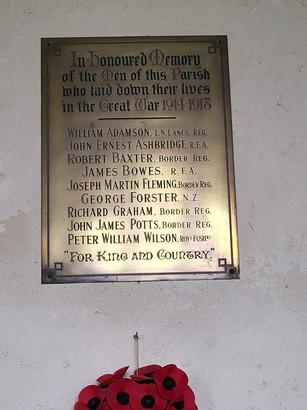 In Honoured Memory
of the Men of this Parish
who laid down their lives
in the Great War 1914-1918
WILLIAM ADAMSON, L.N. LANCS. REG.
JOHN ERNEST ASHBRIDGE, R.F.A.
ROBERT BAXTER, BORDER REG.
JAMES BOWES, R.F.A.
JOSEPH MARTIN FLEMING, BORDER REG.
GEORGE FORSTER, N.Z.
RICHARD GRAHAM, BORDER REG.
JOHN JAMES POTTS, BORDER REG.
PETER WILLIAM WILSON, ROYL FUSILRS
"FOR KING AND COUNTRY."